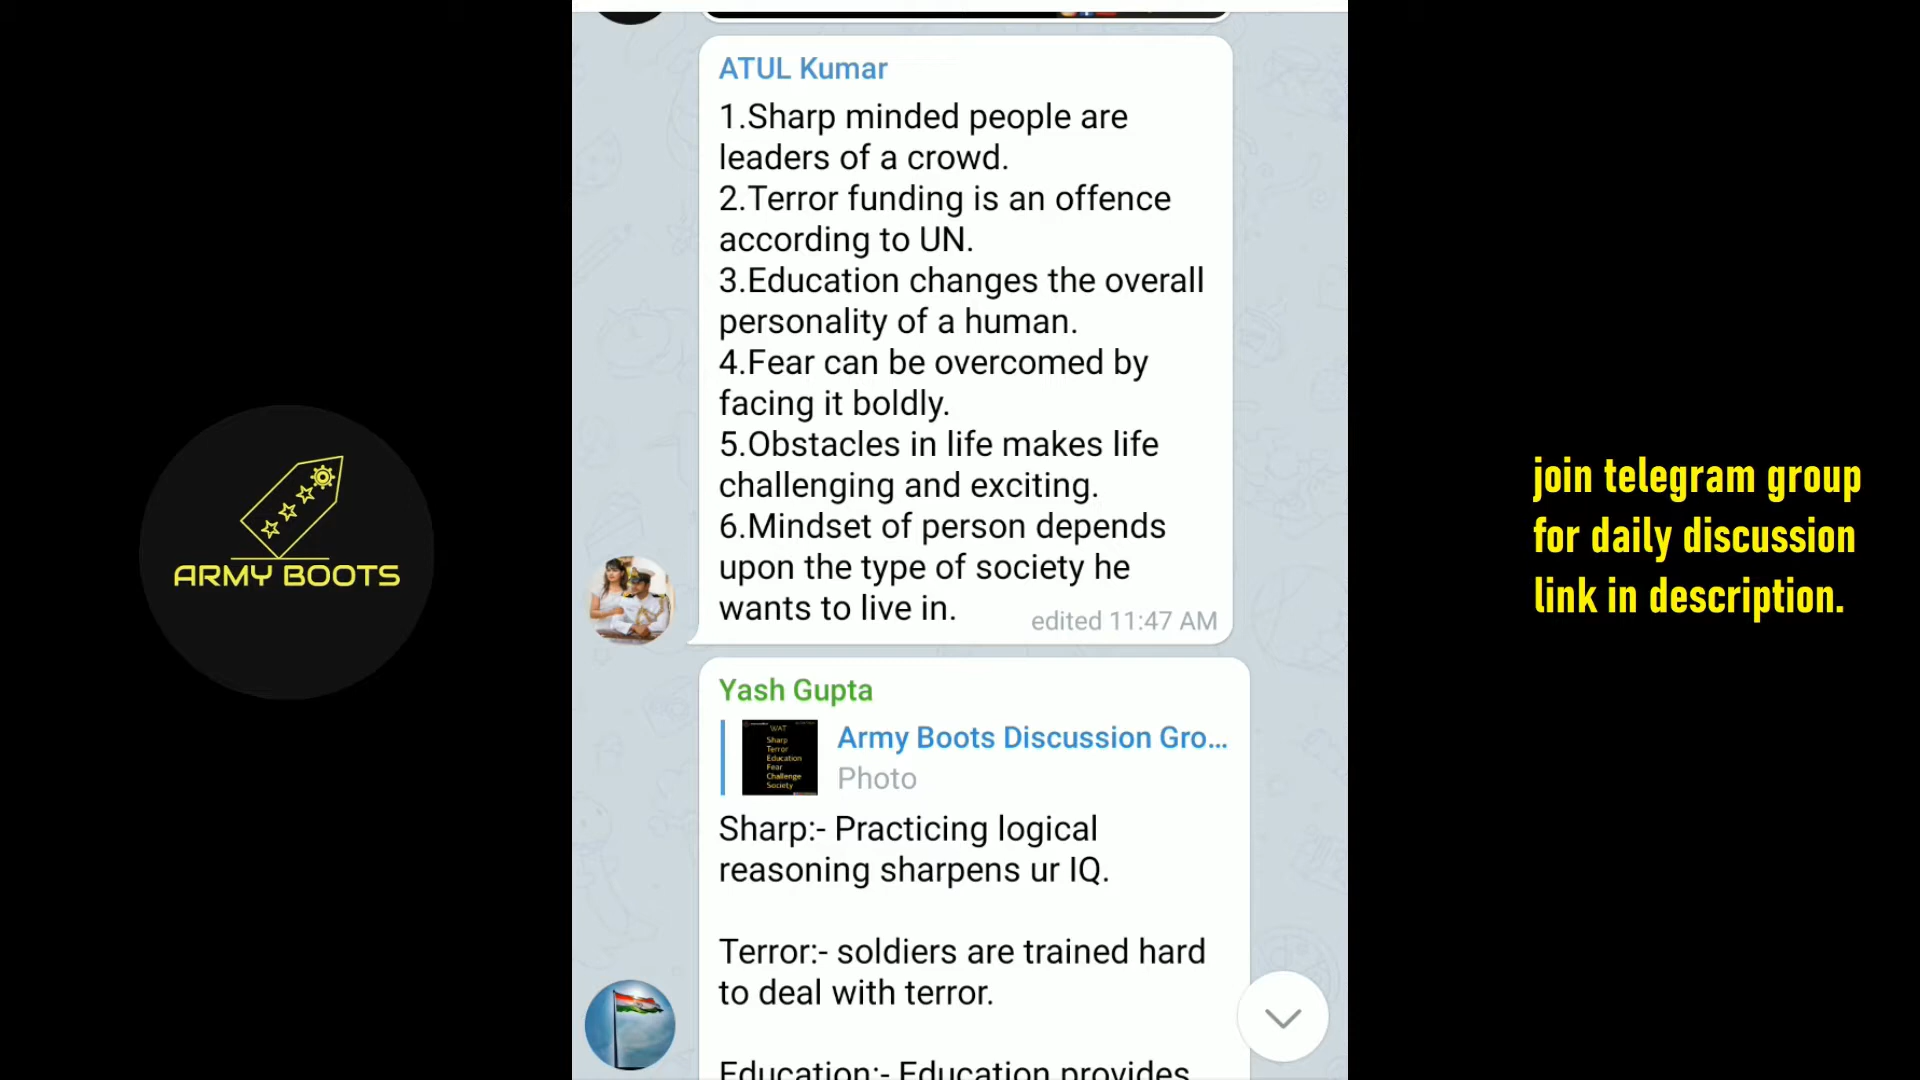 ATUL Kumar
1.Sharp minded people are
leaders of a crowd.
2.Terror funding is an offence
according to UN.
3.Education changes the overall
personality of a human.
4.Fear can be overcomed by
facing it boldly.
5.Obstacles in life makes life
challenging and exciting.
6.Mindset of person depends
upon the type of society he
wants to live in.
edited 11:47 AM
Yash Gupta
WAT
Sharp
Terror
Education
Fear
Challenge
Society
Army Boots Discussion Gro...
Photo
Sharp:- Practicing logical
reasoning sharpens ur IQ.
Terror:- soldiers are trained hard
to deal with terror.
Education:- Education provides
ARMY BOOTS
join telegram group
for daily discussion
link in description.